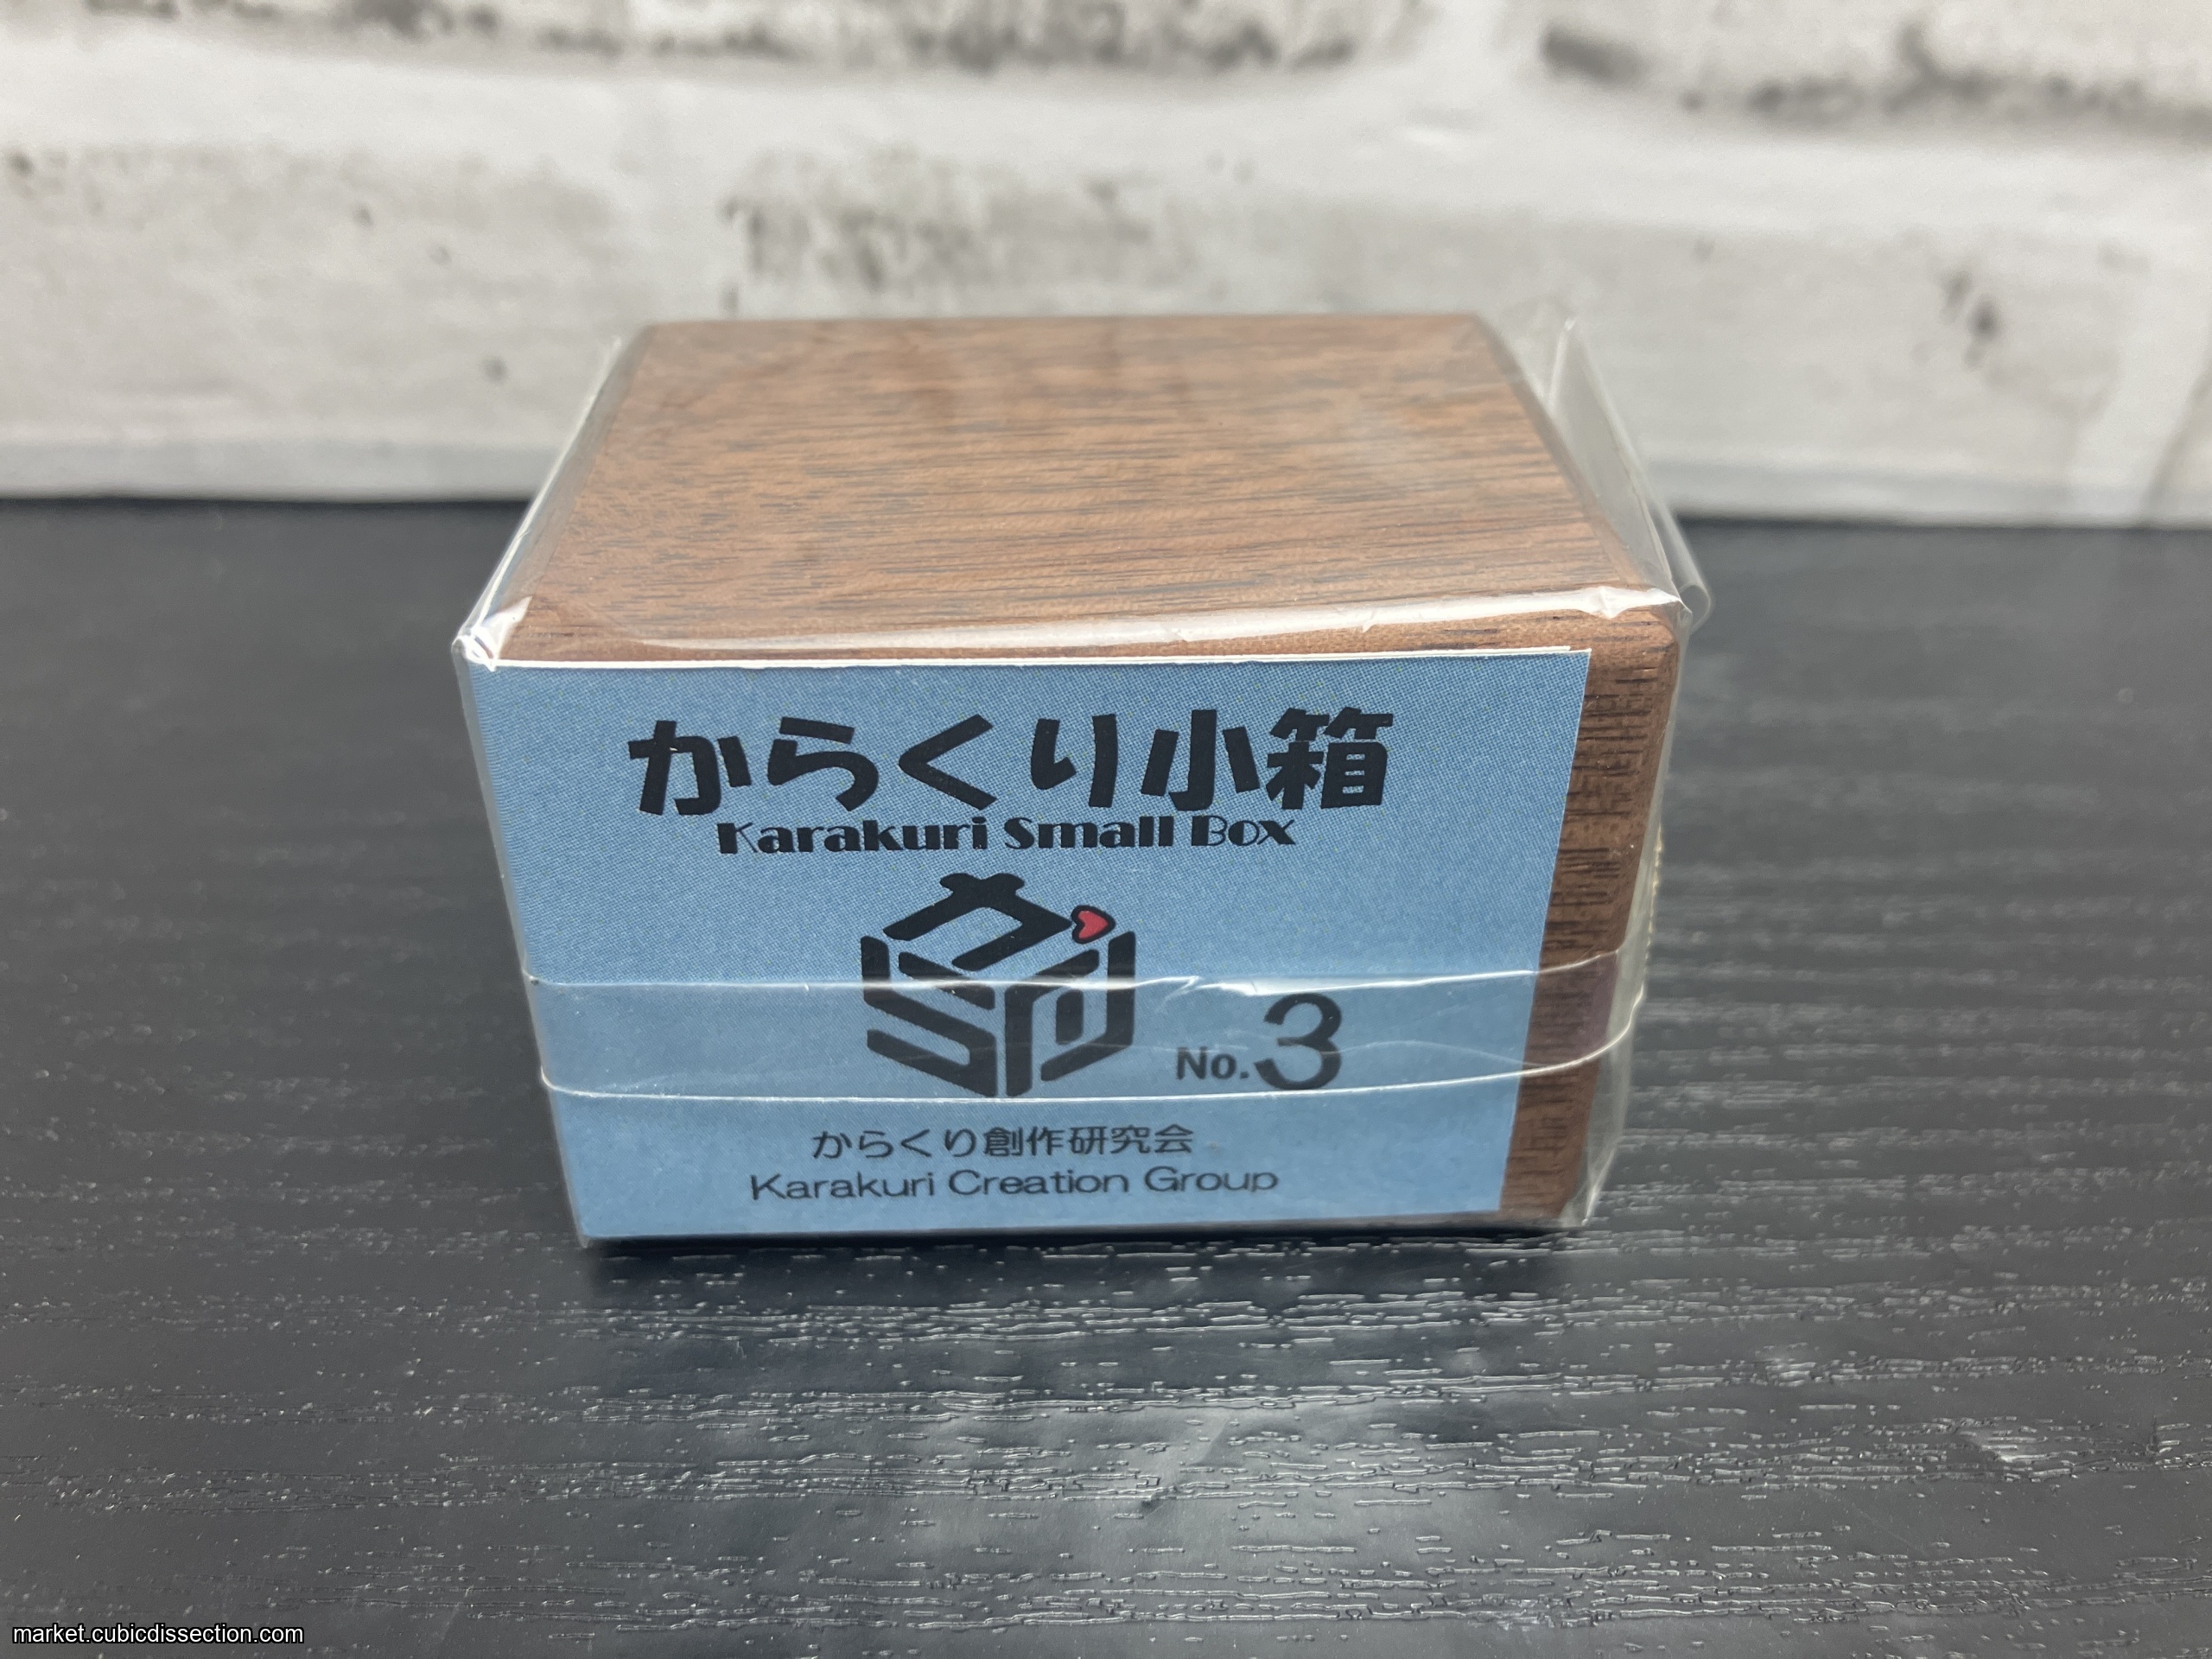 からくり小箱
Karakuri Small Box
No.3
からくり創作研究会
Karakuri Creation Group
market.cubicdissection.com